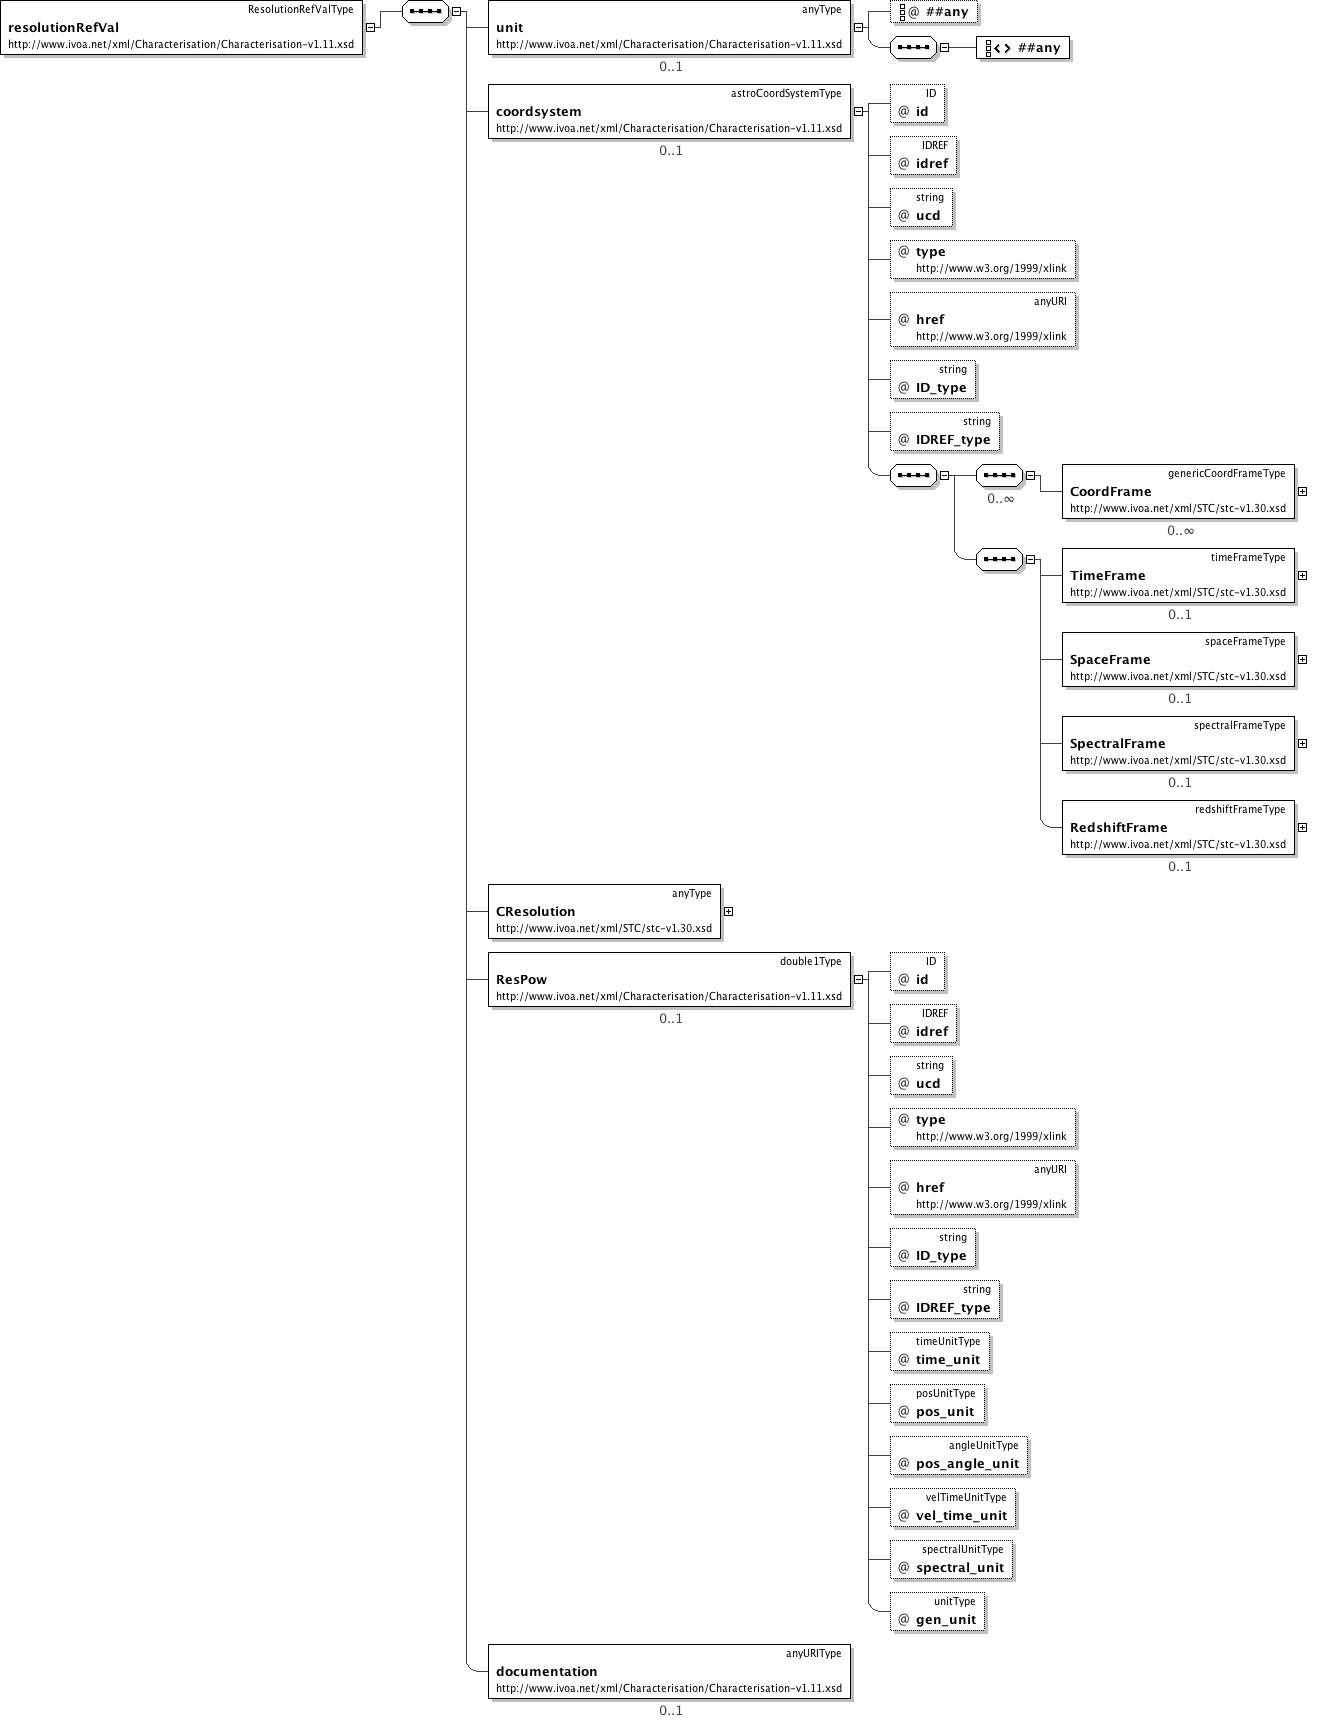 ResolutionRefValType
resolutionRefVal
http://www.ivoa.net/xml/Characterisation/Characterisation-v1.11.xsd
anyType
unit
http://www.ivoa.net/xml/Characterisation/Characterisation-v1.11.xsd
0..1
@ ##any
<> ##any
astroCoordSystemType
coordsystem
http://www.ivoa.net/xml/Characterisation/Characterisation-v1.11.xsd
0..1
ID
@ id
IDREF
@ idref
string
@ ucd
@ type
http://www.w3.org/1999/xlink
anyURI
@ href
http://www.w3.org/1999/xlink
string
@ ID_type
string
@ IDREF_type
0..∞
genericCoordFrameType
CoordFrame
http://www.ivoa.net/xml/STC/stc-v1.30.xsd
0..∞
timeFrameType
TimeFrame
http://www.ivoa.net/xml/STC/stc-v1.30.xsd
0..1
spaceFrameType
SpaceFrame
http://www.ivoa.net/xml/STC/stc-v1.30.xsd
0..1
spectralFrameType
SpectralFrame
http://www.ivoa.net/xml/STC/stc-v1.30.xsd
0..1
redshiftFrameType
RedshiftFrame
http://www.ivoa.net/xml/STC/stc-v1.30.xsd
0..1
anyType
CResolution
http://www.ivoa.net/xml/STC/stc-v1.30.xsd
double1Type
ResPow
http://www.ivoa.net/xml/Characterisation/Characterisation-v1.11.xsd
0..1
ID
@ id
IDREF
@ idref
string
@ ucd
@ type
http://www.w3.org/1999/xlink
anyURI
@ href
http://www.w3.org/1999/xlink
string
@ ID_type
string
@ IDREF_type
timeUnitType
@ time_unit
posUnitType
@ pos_unit
angleUnitType
@ pos_angle_unit
velTimeUnitType
@ vel_time_unit
spectralUnitType
@ spectral_unit
unitType
@ gen_unit
anyURIType
documentation
http://www.ivoa.net/xml/Characterisation/Characterisation-v1.11.xsd
0..1